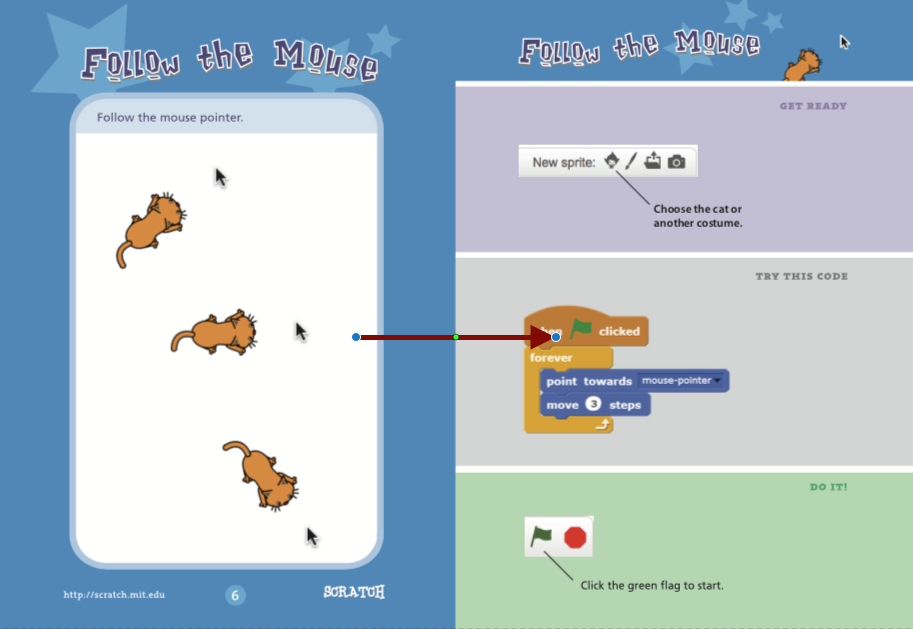 Follow the Mouse
Follow the mouse pointer.
http://scratch.mit.edu
6
SCRATCH
Follow the Mouse
GET READY
New sprite:
Choose the cat or
another costume.
TRY THIS CODE
clicked
forever
point towards mouse-pointer
move 3 steps
DO IT!
Click the green flag to start.